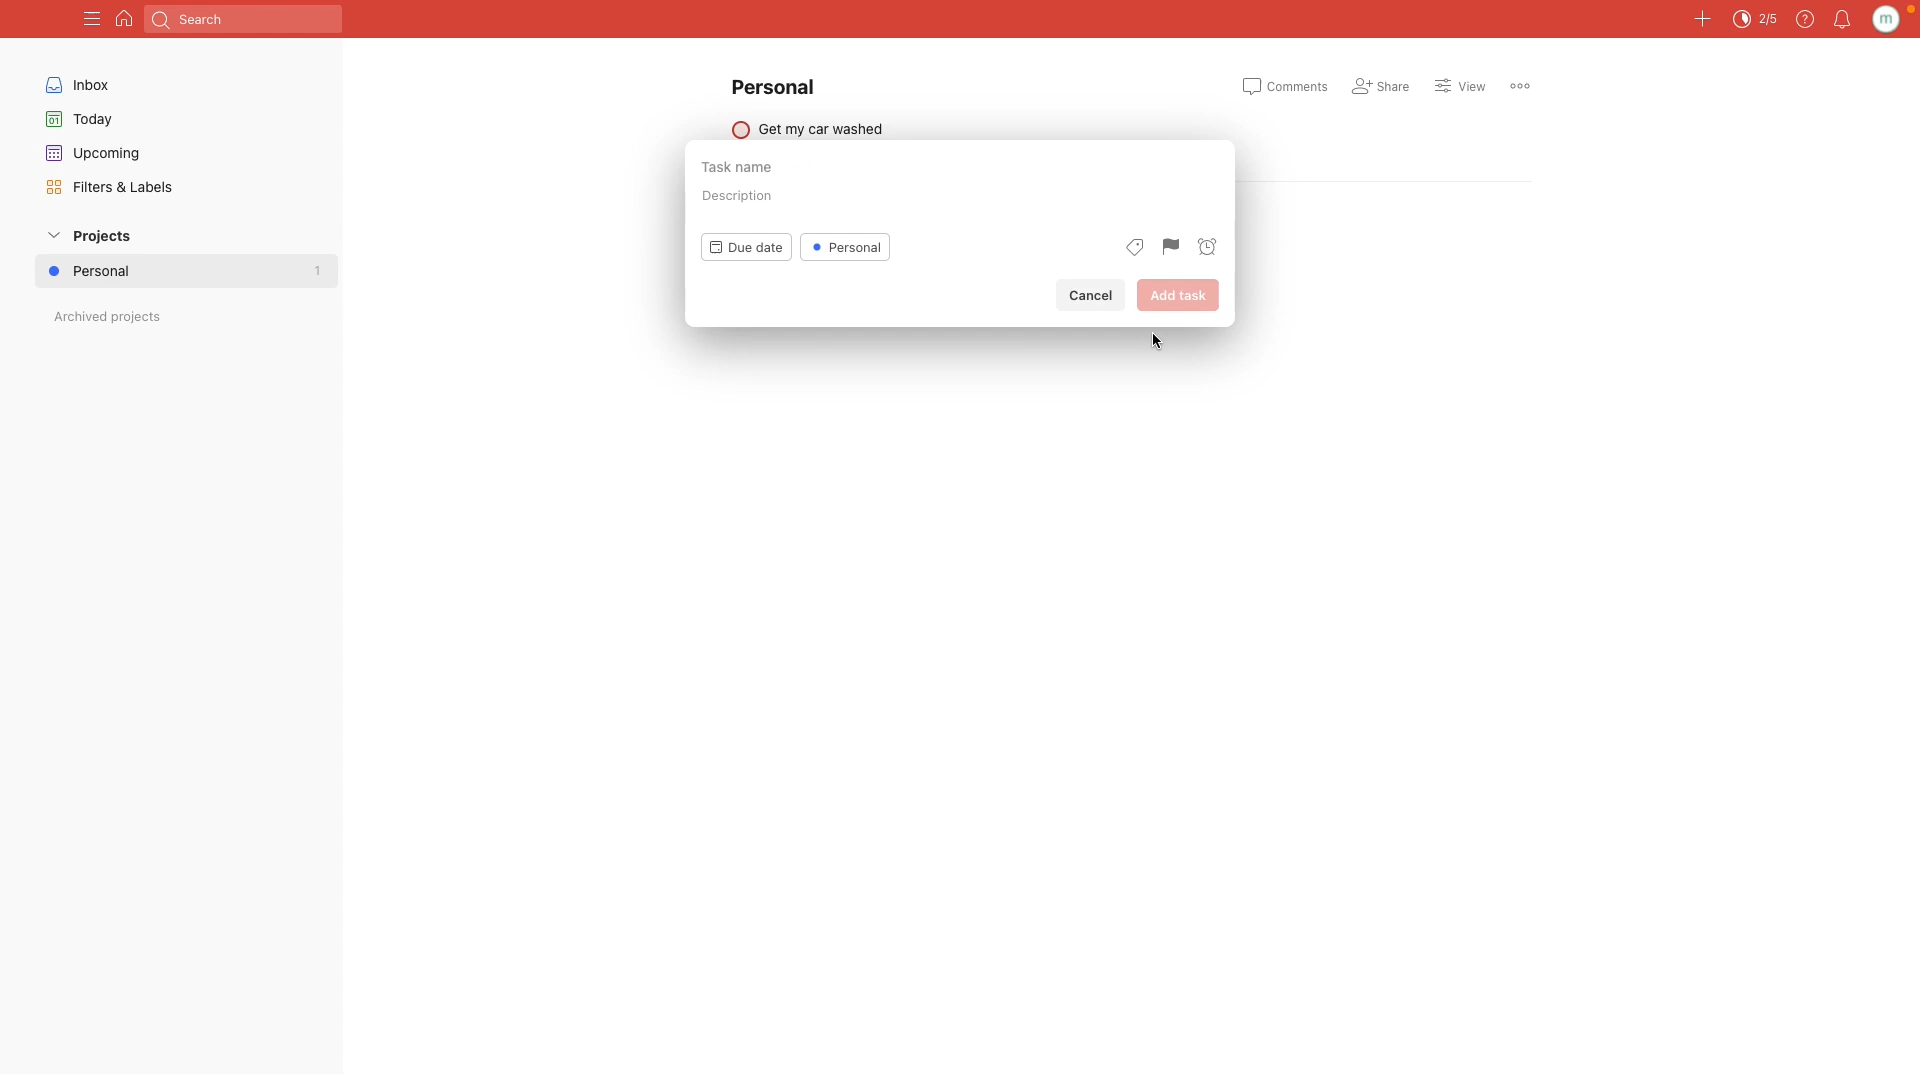 Search
2/5
?
m
Inbox
01
Today
Upcoming
Filters & Labels
Projects
Personal 1
Archived projects
Personal
Comments
Share
View
Get my car washed
Task name
Description
Due date
Personal
Cancel
Add task